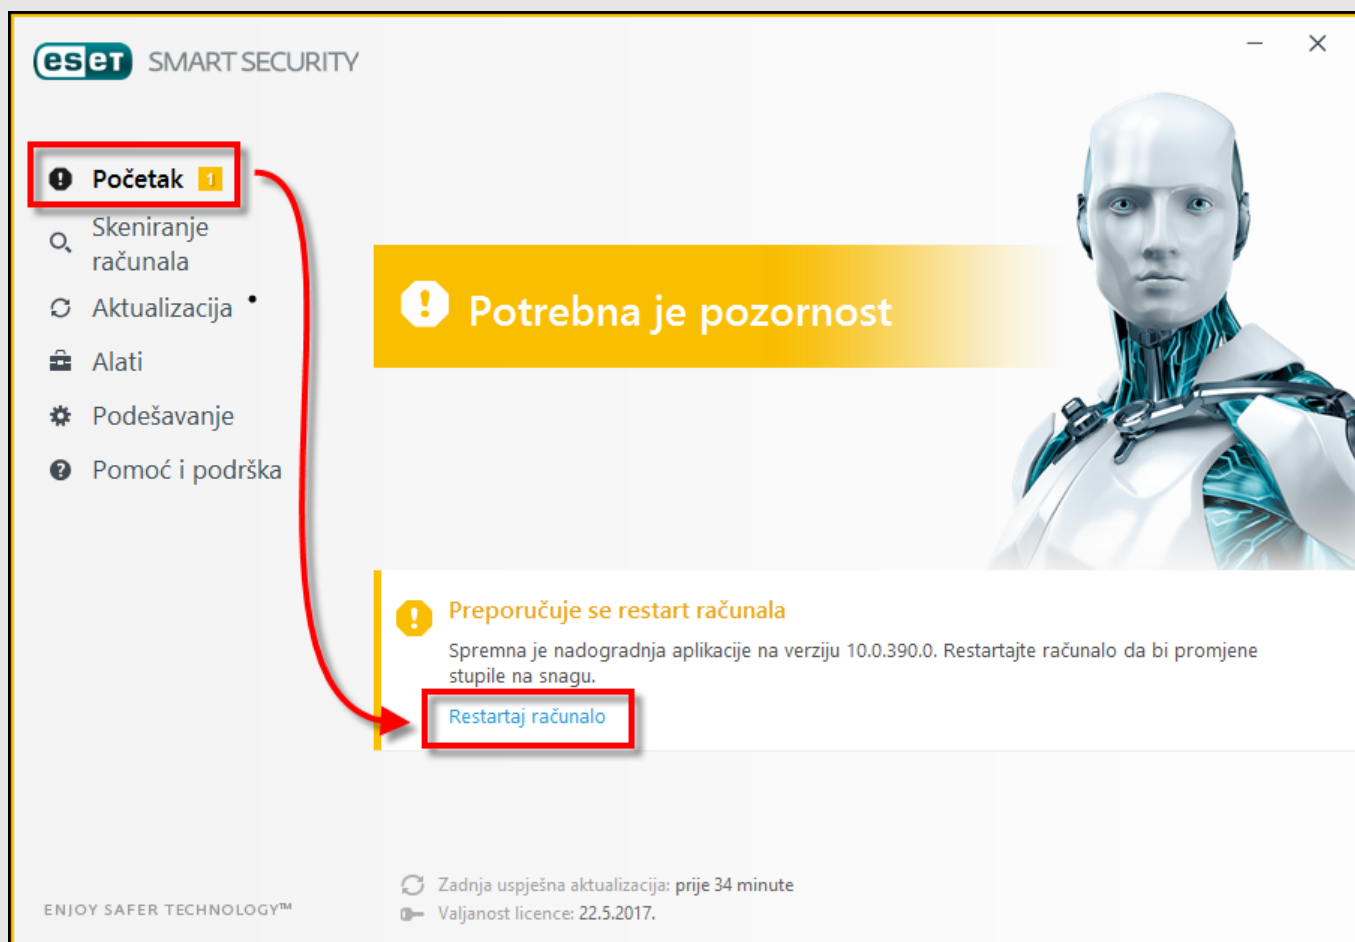 eset SMART SECURITY
Početak 1
Skeniranje
računala
Aktualizacija
Alati
Podešavanje
Pomoć i podrška
Potrebna je pozornost
Preporučuje se restart računala
Spremna je nadogradnja aplikacije na verziju 10.0.390.0. Restartajte računalo da bi promjene
stupile na snagu.
Restartaj računalo
Zadnja uspješna aktualizacija: prije 34 minute
Valjanost licence: 22.5.2017.
ENJOY SAFER TECHNOLOGY™